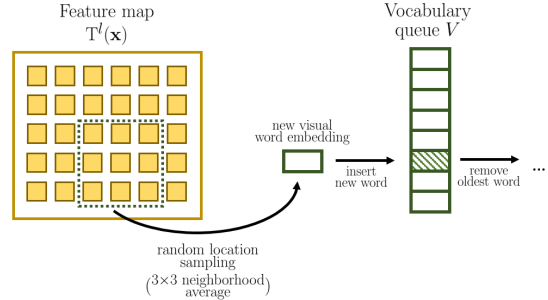 Feature map
Tˡ(x)
Vocabulary
queue V
new visual
word embedding
insert
new word
remove
oldest word
...
random location
sampling
(3×3 neighborhood
average)